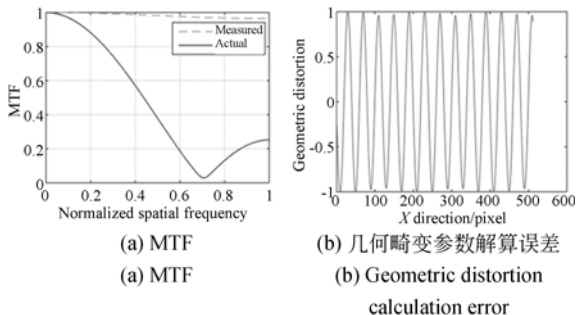 1
0.8
0.6
0.4
0.2
0
MTF
Measured
Actual
0 0.2 0.4 0.6 0.8 1
Normalized spatial frequency
(a) MTF
(a) MTF
1
0.5
0
-0.5
-1
Geometric distortion
0 100 200 300 400 500 600
X direction/pixel
(b) 几何畸变参数解算误差
(b) Geometric distortion
calculation error